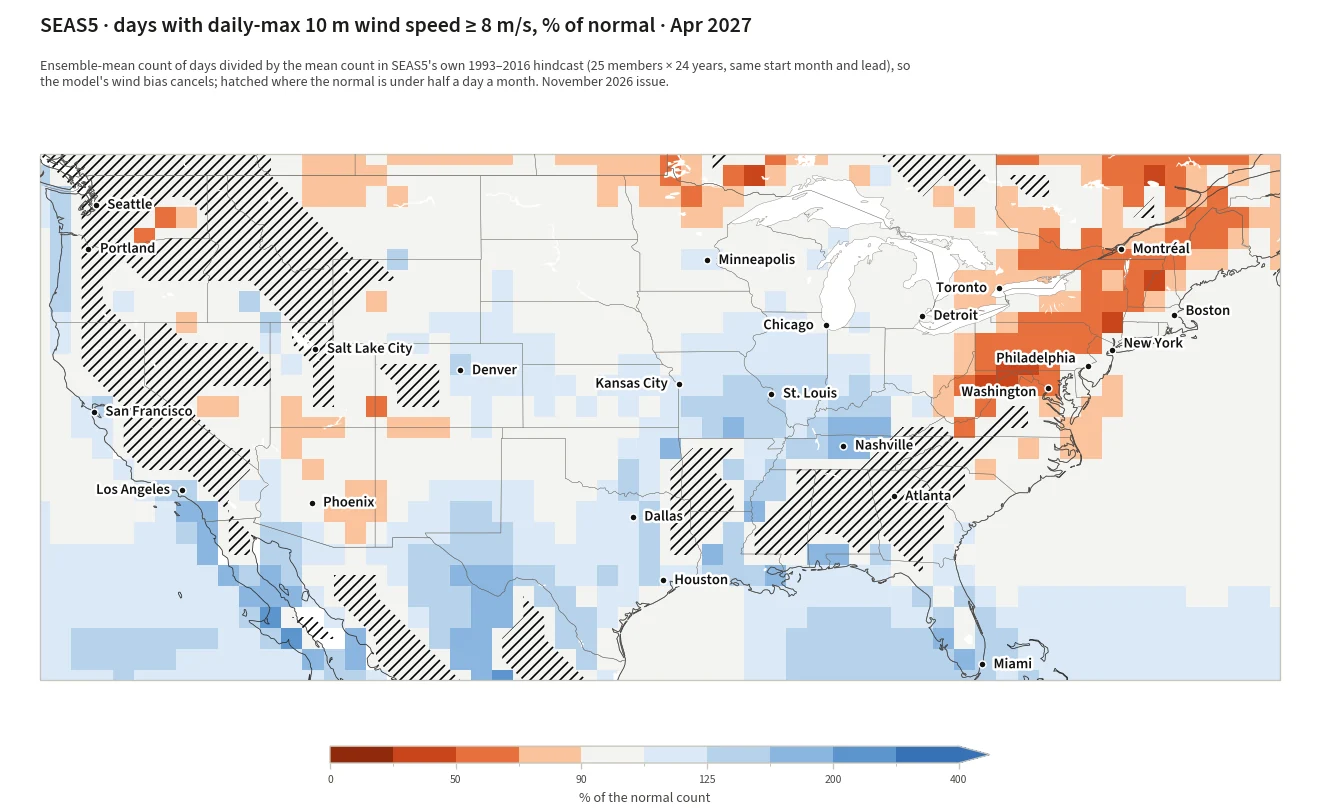 SEAS5 · days with daily-max 10 m wind speed ≥ 8 m/s, % of normal · Apr 2027
Ensemble-mean count of days divided by the mean count in SEAS5's own 1993–2016 hindcast (25 members × 24 years, same start month and lead), so
the model's wind bias cancels; hatched where the normal is under half a day a month. November 2026 issue.
Seattle
Portland
Montréal
Minneapolis
Toronto
Boston
Detroit
Chicago
New York
Salt Lake City
Philadelphia
Denver
Kansas City
St. Louis
Washington
San Francisco
Nashville
Los Angeles
Atlanta
Phoenix
Dallas
Houston
Miami
0 50 90 125 200 400
% of the normal count